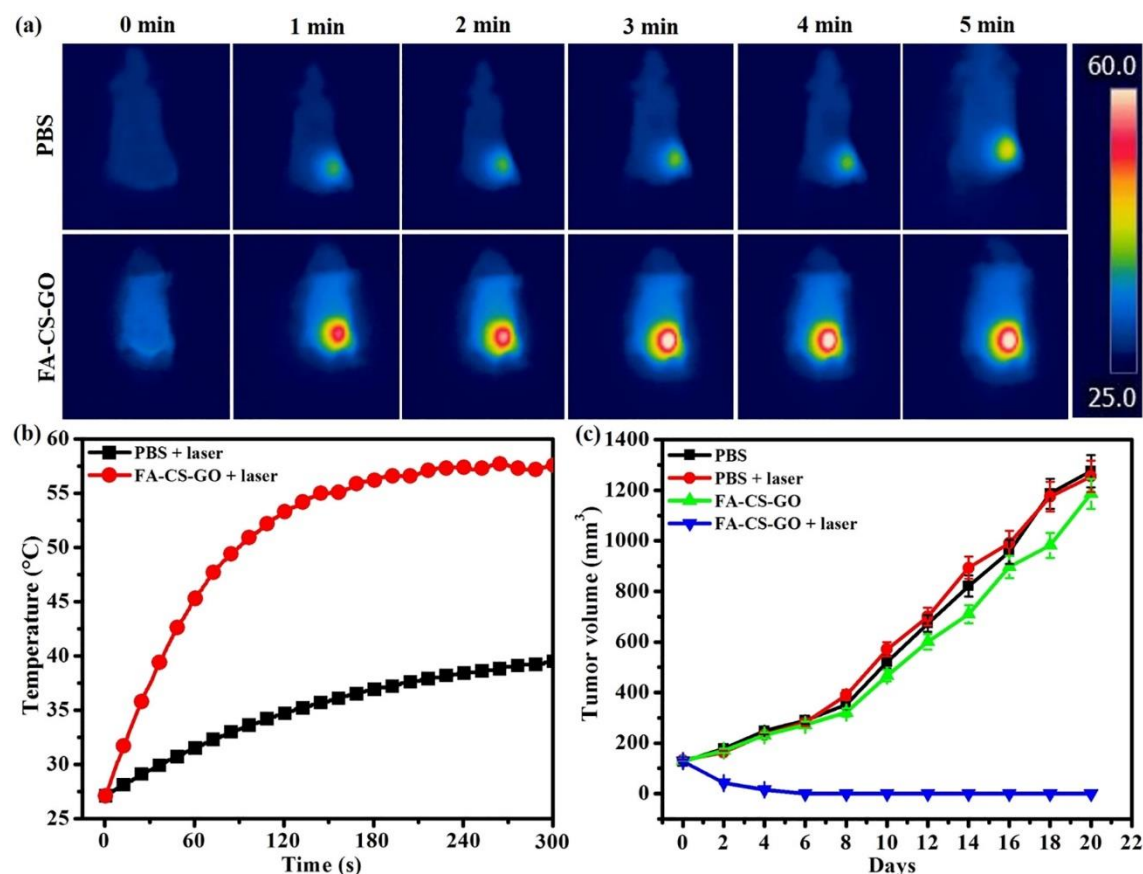 (a)
0 min
1 min
2 min
3 min
4 min
5 min
PBS
FA-CS-GO
60.0
25.0
(b)
PBS + laser
FA-CS-GO + laser
60
55
50
45
40
35
30
25
Temperature (°C)
0
60
120
180
240
300
Time (s)
(c)
PBS
PBS + laser
FA-CS-GO
FA-CS-GO + laser
1400
1200
1000
800
600
400
200
0
Tumor volume (mm³)
0
2
4
6
8
10
12
14
16
18
20
22
Days